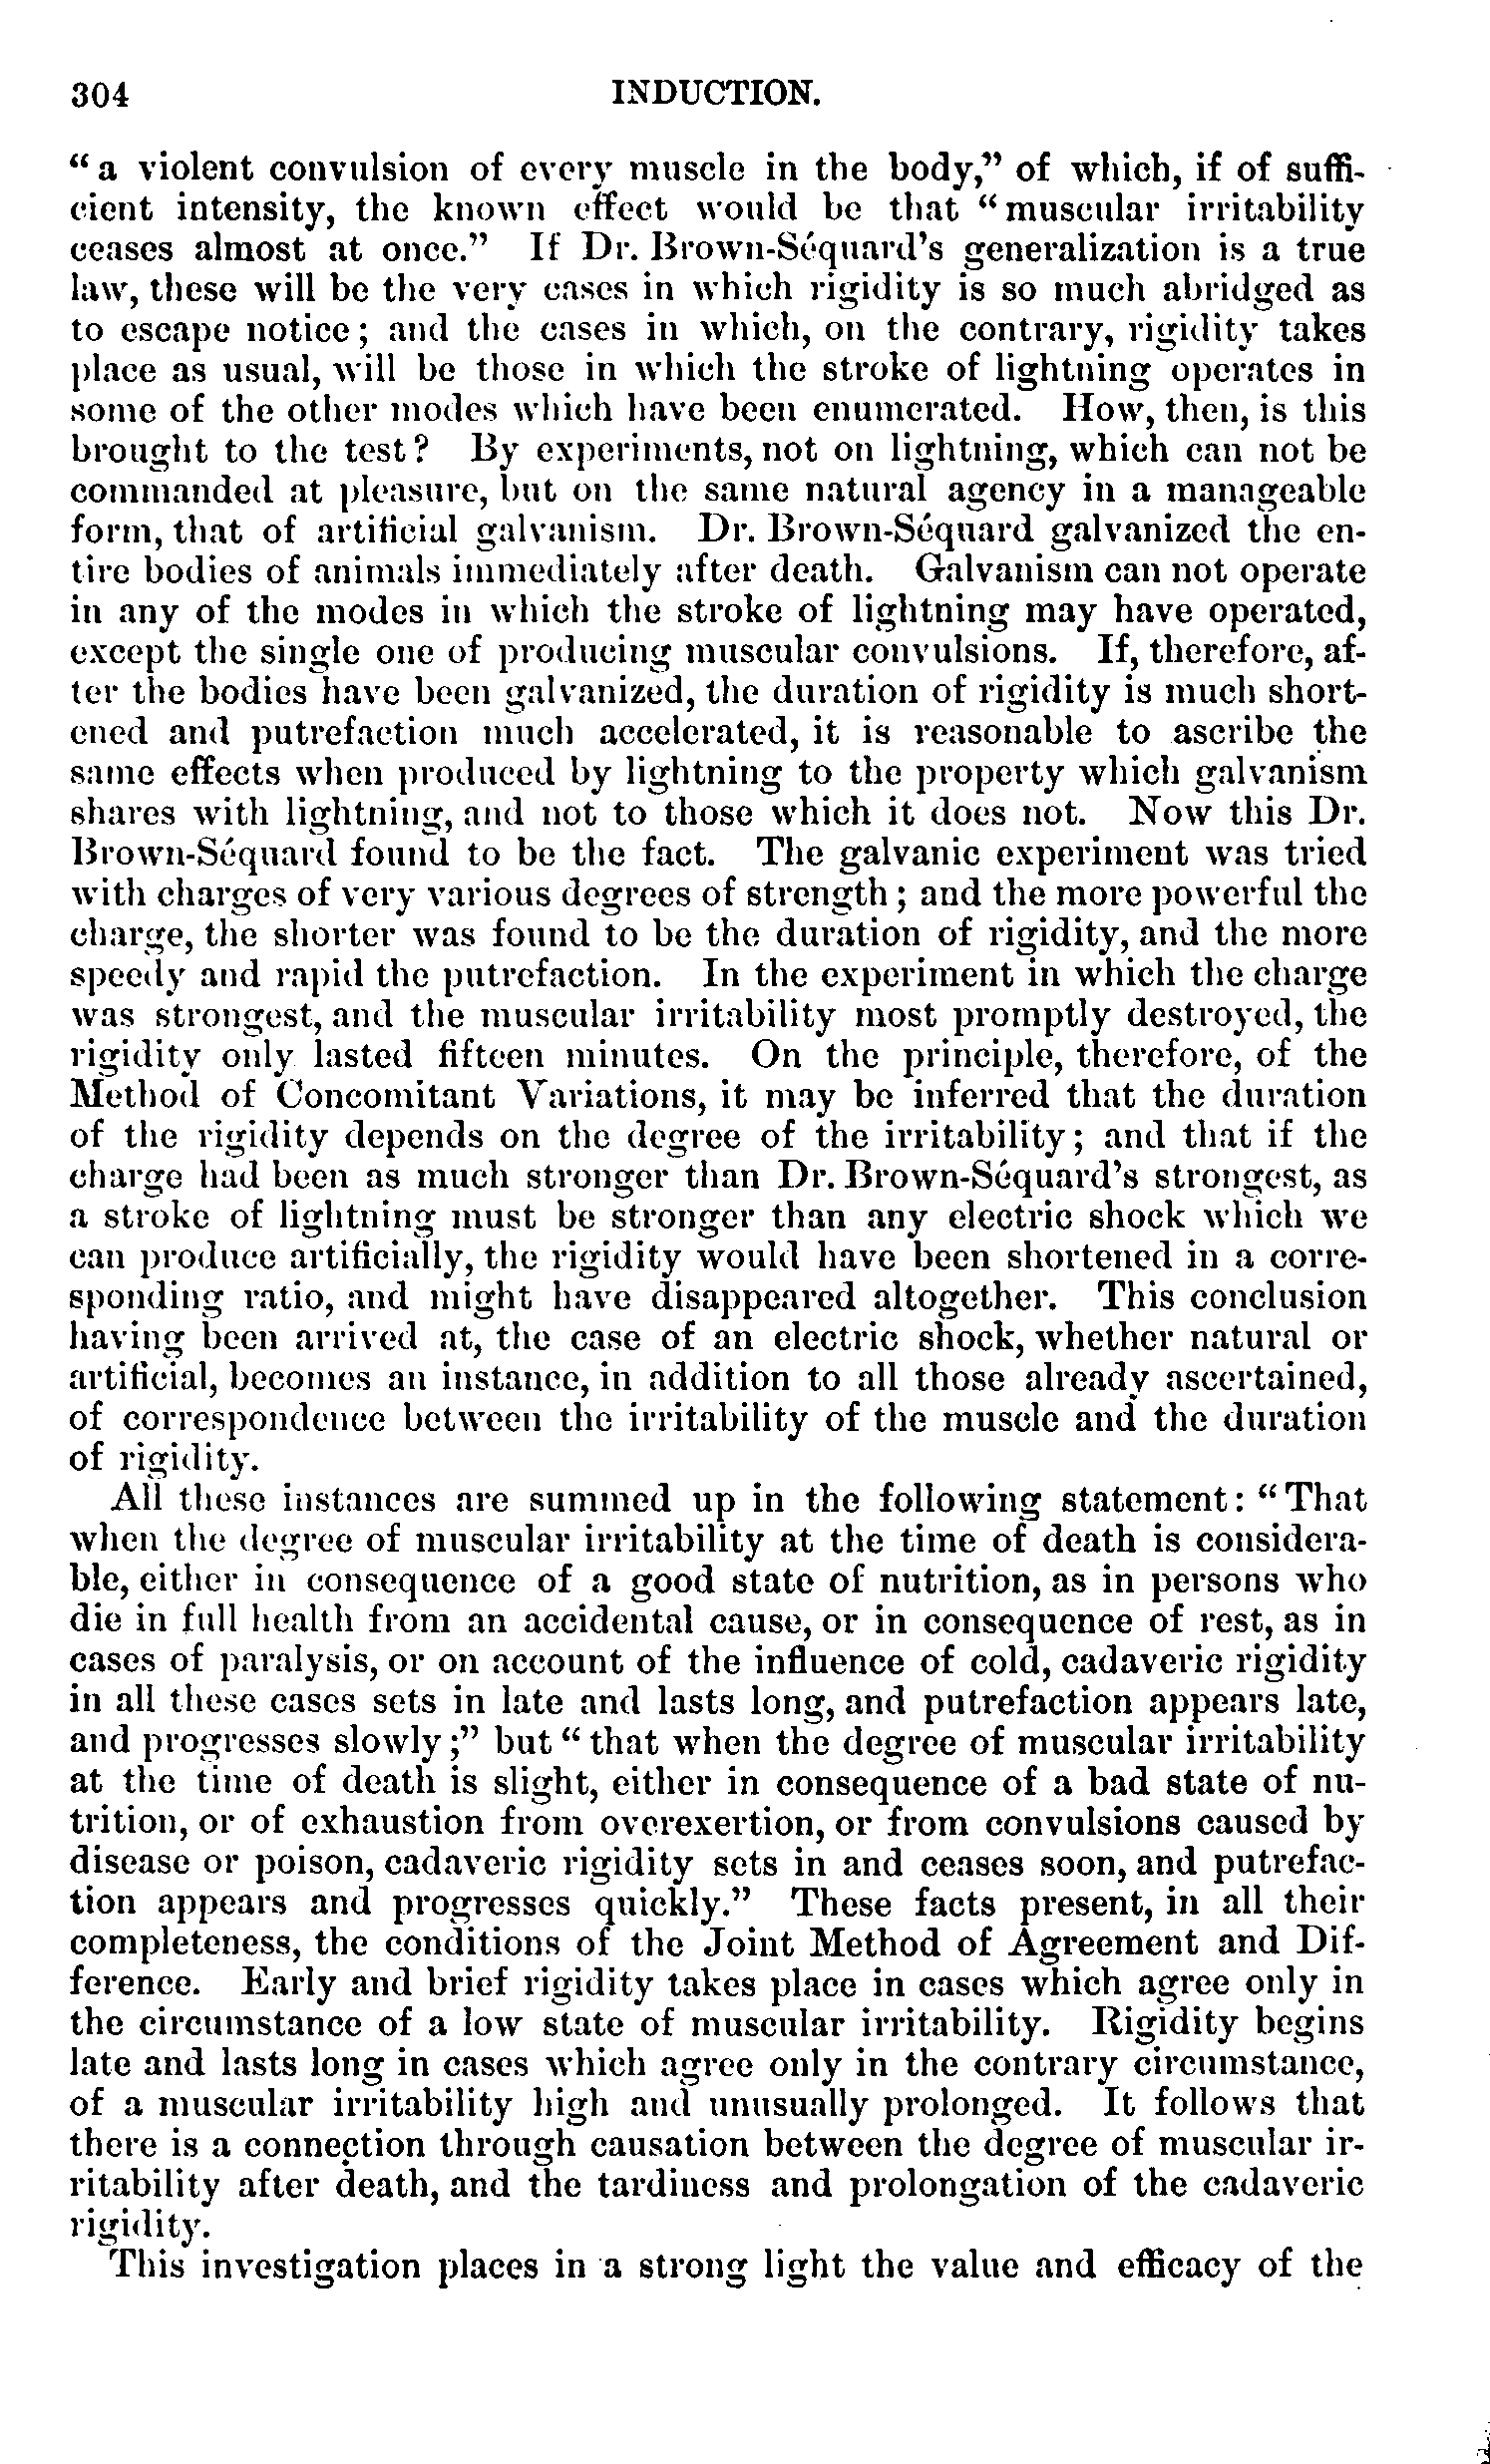 304 INDUCTION.
“a violent convulsion of every muscle in the body,” of which, if of suffi-
cient intensity, the known effect would be that “muscular irritability
ceases almost at once.” If Dr. Brown-Séquard’s generalization is a true
law, these will be the very cases in which rigidity is so much abridged as
to escape notice; and the cases in which, on the contrary, rigidity takes
place as usual, will be those in which the stroke of lightning operates in
some of the other modes which have been enumerated. How, then, is this
brought to the test? By experiments, not on lightning, which can not be
commanded at pleasure, but on the same natural agency in a manageable
form, that of artificial galvanism. Dr. Brown-Séquard galvanized the en-
tire bodies of animals immediately after death. Galvanism can not operate
in any of the modes in which the stroke of lightning may have operated,
except the single one of producing muscular convulsions. If, therefore, af-
ter the bodies have been galvanized, the duration of rigidity is much short-
ened and putrefaction much accelerated, it is reasonable to ascribe the
same effects when produced by lightning to the property which galvanism
shares with lightning, and not to those which it does not. Now this Dr.
Brown-Séquard found to be the fact. The galvanic experiment was tried
with charges of very various degrees of strength; and the more powerful the
charge, the shorter was found to be the duration of rigidity, and the more
speedy and rapid the putrefaction. In the experiment in which the charge
was strongest, and the muscular irritability most promptly destroyed, the
rigidity only lasted fifteen minutes. On the principle, therefore, of the
Method of Concomitant Variations, it may be inferred that the duration
of the rigidity depends on the degree of the irritability; and that if the
charge had been as much stronger than Dr. Brown-Séquard’s strongest, as
a stroke of lightning must be stronger than any electric shock which we
can produce artificially, the rigidity would have been shortened in a corre-
sponding ratio, and might have disappeared altogether. This conclusion
having been arrived at, the case of an electric shock, whether natural or
artificial, becomes an instance, in addition to all those already ascertained,
of correspondence between the irritability of the muscle and the duration
of rigidity.
All these instances are summed up in the following statement: “That
when the degree of muscular irritability at the time of death is considera-
ble, either in consequence of a good state of nutrition, as in persons who
die in full health from an accidental cause, or in consequence of rest, as in
cases of paralysis, or on account of the influence of cold, cadaveric rigidity
in all these cases sets in late and lasts long, and putrefaction appears late,
and progresses slowly;” but “that when the degree of muscular irritability
at the time of death is slight, either in consequence of a bad state of nu-
trition, or of exhaustion from overexertion, or from convulsions caused by
disease or poison, cadaveric rigidity sets in and ceases soon, and putrefac-
tion appears and progresses quickly.” These facts present, in all their
completeness, the conditions of the Joint Method of Agreement and Dif-
ference. Early and brief rigidity takes place in cases which agree only in
the circumstance of a low state of muscular irritability. Rigidity begins
late and lasts long in cases which agree only in the contrary circumstance,
of a muscular irritability high and unusually prolonged. It follows that
there is a connection through causation between the degree of muscular ir-
ritability after death, and the tardiness and prolongation of the cadaveric
rigidity.
This investigation places in a strong light the value and efficacy of the